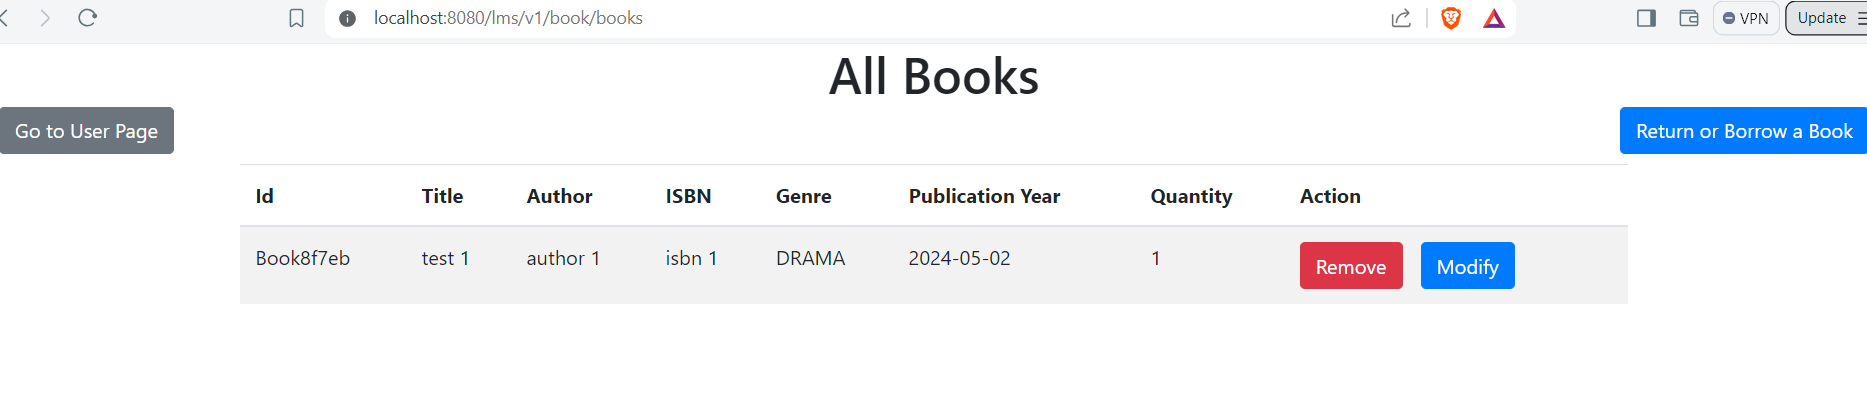 localhost:8080/lms/v1/book/books VPN Update
All Books
Go to User Page Return or Borrow a Book
Id Title Author ISBN Genre Publication Year Quantity Action
Book8f7eb test 1 author 1 isbn 1 DRAMA 2024-05-02 1 Remove Modify